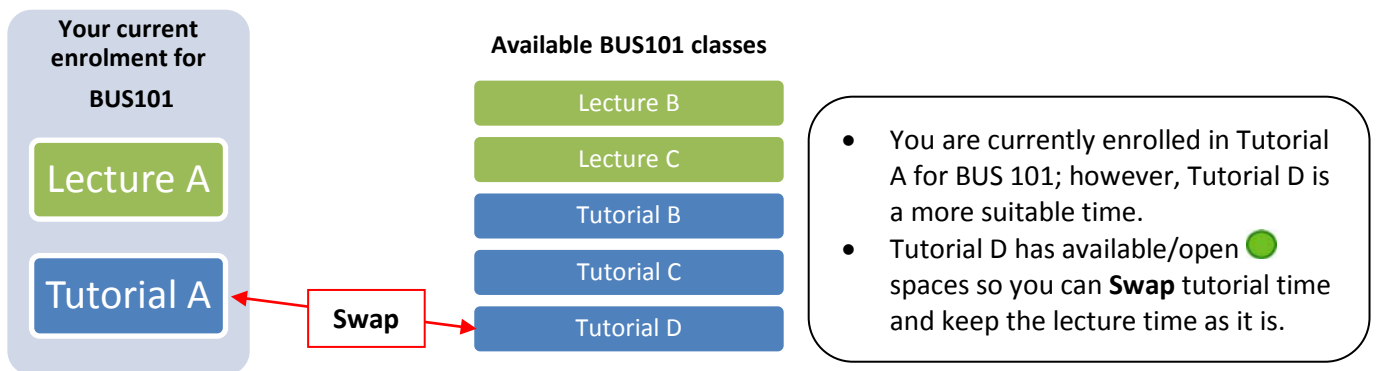 Your current
enrolment for
BUS101
Lecture A
Tutorial A
Swap
Available BUS101 classes
Lecture B
Lecture C
Tutorial B
Tutorial C
Tutorial D
• You are currently enrolled in Tutorial
A for BUS 101; however, Tutorial D is
a more suitable time.
• Tutorial D has available/open
spaces so you can Swap tutorial time
and keep the lecture time as it is.